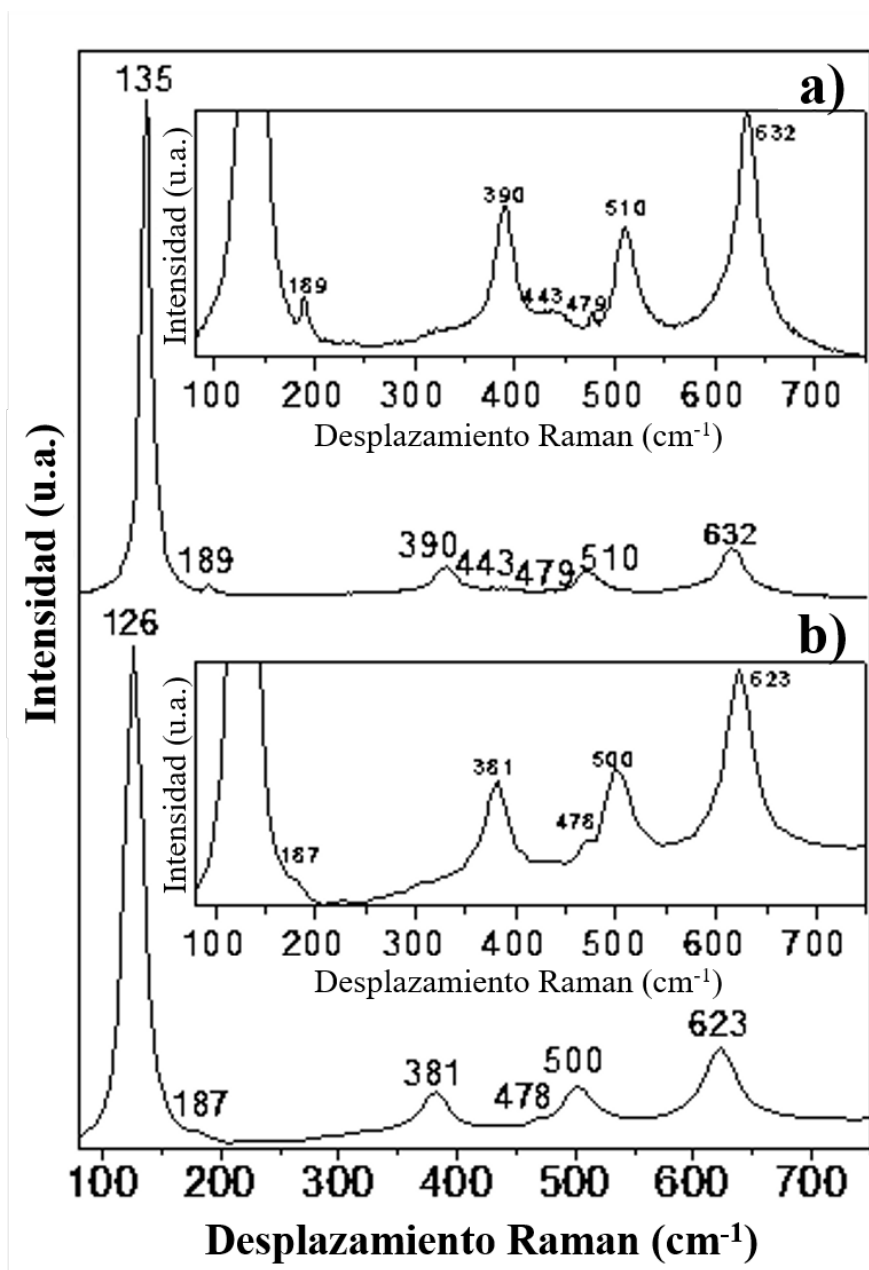 135
a)
632
390
510
189
443
479
Intensidad (u.a.)
100 200 300 400 500 600 700
Desplazamiento Raman (cm-1)
390
443
479
510
632
189
126
b)
623
381
500
478
187
Intensidad (u.a.)
100 200 300 400 500 600 700
Desplazamiento Raman (cm-1)
623
500
381
478
187
Intensidad (u.a.)
100 200 300 400 500 600 700
Desplazamiento Raman (cm-1)